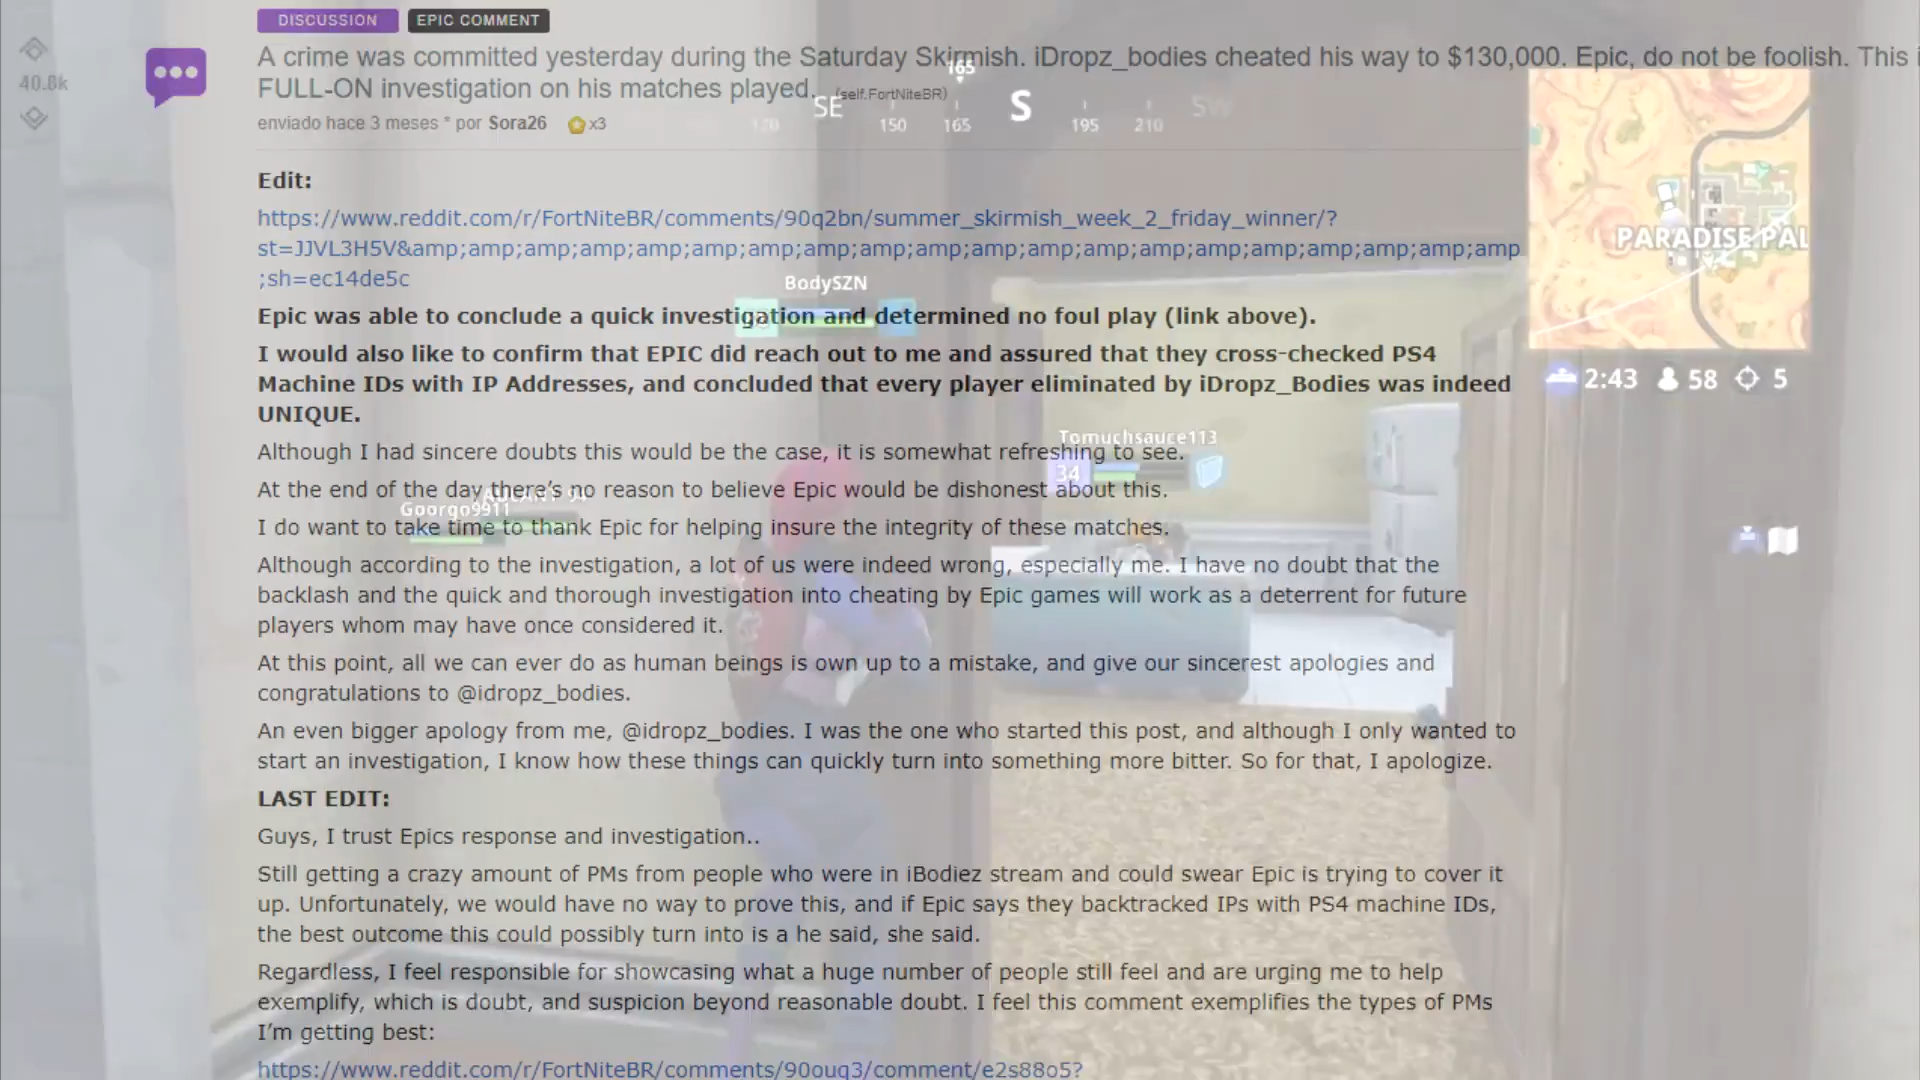 DISCUSSION EPIC COMMENT
40.8k
A crime was committed yesterday during the Saturday Skirmish. iDropz_bodies cheated his way to $130,000. Epic, do not be foolish. This i
FULL-ON investigation on his matches played. (self.FortNiteBR)
enviado hace 3 meses * por Sora26 x3
165
SE S SW
120 150 165 195 210
PARADISE PAL
2:43 58 5
Edit:
https://www.reddit.com/r/FortNiteBR/comments/90q2bn/summer_skirmish_week_2_friday_winner/?
st=JJVL3H5V&amp;amp;amp;amp;amp;amp;amp;amp;amp;amp;amp;amp;amp;amp;amp;amp;amp;amp;amp;amp
;sh=ec14de5c
BodySZN
Epic was able to conclude a quick investigation and determined no foul play (link above).
I would also like to confirm that EPIC did reach out to me and assured that they cross-checked PS4
Machine IDs with IP Addresses, and concluded that every player eliminated by iDropz_Bodies was indeed
UNIQUE.
Tomuchsauce113
34
Although I had sincere doubts this would be the case, it is somewhat refreshing to see.
At the end of the day there's no reason to believe Epic would be dishonest about this.
Goorgo9911
I do want to take time to thank Epic for helping insure the integrity of these matches.
Although according to the investigation, a lot of us were indeed wrong, especially me. I have no doubt that the
backlash and the quick and thorough investigation into cheating by Epic games will work as a deterrent for future
players whom may have once considered it.
At this point, all we can ever do as human beings is own up to a mistake, and give our sincerest apologies and
congratulations to @idropz_bodies.
An even bigger apology from me, @idropz_bodies. I was the one who started this post, and although I only wanted to
start an investigation, I know how these things can quickly turn into something more bitter. So for that, I apologize.
LAST EDIT:
Guys, I trust Epics response and investigation..
Still getting a crazy amount of PMs from people who were in iBodiez stream and could swear Epic is trying to cover it
up. Unfortunately, we would have no way to prove this, and if Epic says they backtracked IPs with PS4 machine IDs,
the best outcome this could possibly turn into is a he said, she said.
Regardless, I feel responsible for showcasing what a huge number of people still feel and are urging me to help
exemplify, which is doubt, and suspicion beyond reasonable doubt. I feel this comment exemplifies the types of PMs
I'm getting best:
https://www.reddit.com/r/FortNiteBR/comments/90ouq3/comment/e2s88o5?